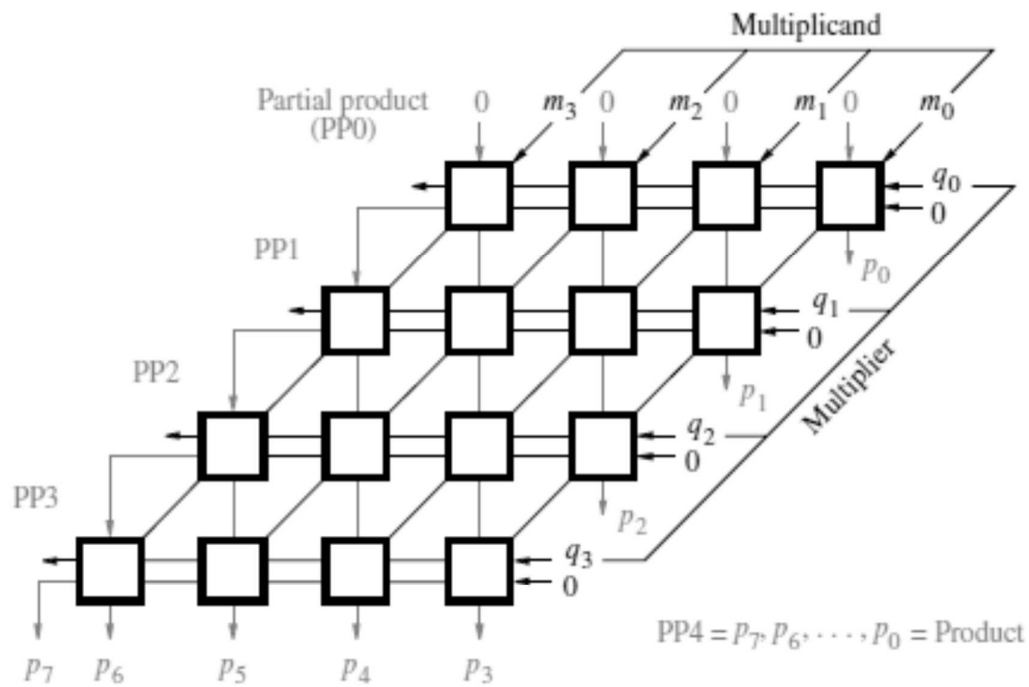 Multiplicand
Partial product 0 m3 0 m2 0 m1 0 m0
(PP0)
q0
0
PP1
p0
q1
0
PP2
p1
Multiplier
q2
0
PP3
p2
q3
0
PP4 = p7, p6, . . . , p0 = Product
p7 p6 p5 p4 p3